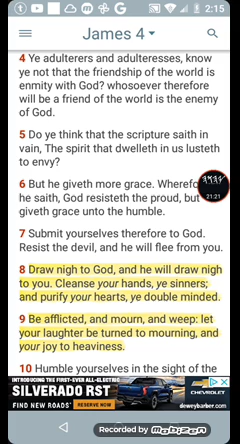 2:15
James 4
4 Ye adulterers and adulteresses, know
ye not that the friendship of the world is
enmity with God? whosoever therefore
will be a friend of the world is the enemy
of God.
5 Do ye think that the scripture saith in
vain, The spirit that dwelleth in us lusteth
to envy?
6 But he giveth more grace.
he saith, God resisteth the proud, but
giveth grace unto the humble.
21:21
7 Submit yourselves therefore to God.
Resist the devil, and he will flee from you.
8 Draw nigh to God, and he will draw nigh
to you. Cleanse your hands, ye sinners;
and purify your hearts, ye double minded.
9 Be afflicted, and mourn, and weep: let
your laughter be turned to mourning, and
your joy to heaviness.
10 Humble yourselves in the sight of the
INTRODUCING THE FIRST-EVER ALL-ELECTRIC
SILVERADO RST
FIND NEW ROADS
RESERVE NOW
CHEVROLET
deweybarber.com
Recorded by Mobizen